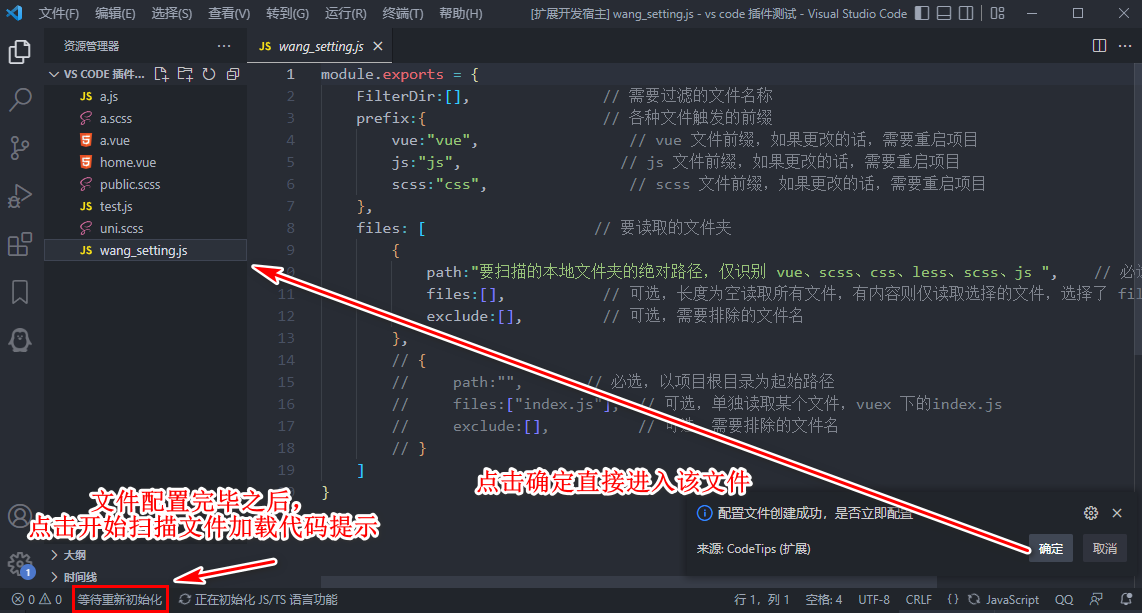 文件(F) 编辑(E) 选择(S) 查看(V) 转到(G) 运行(R) 终端(T) 帮助(H) [扩展开发宿主] wang_setting.js - vs code 插件测试 - Visual Studio Code
资源管理器 ···
JS wang_setting.js ×
VS CODE 插件...
JS a.js
a.scss
a.vue
home.vue
public.scss
JS test.js
uni.scss
JS wang_setting.js
1 module.exports = {
2 FilterDir:[], // 需要过滤的文件名称
3 prefix:{ // 各种文件触发的前缀
4 vue:"vue", // vue 文件前缀，如果更改的话，需要重启项目
5 js:"js", // js 文件前缀，如果更改的话，需要重启项目
6 scss:"css", // scss 文件前缀，如果更改的话，需要重启项目
7 },
8 files: [ // 要读取的文件夹
9 {
path:"要扫描的本地文件夹的绝对路径，仅识别 vue、scss、css、less、scss、js ", // 必
11 files:[], // 可选，长度为空读取所有文件，有内容则仅读取选择的文件，选择了 fil
12 exclude:[], // 可选，需要排除的文件名
13 },
14 // {
15 // path:"", // 必选，以项目根目录为起始路径
16 // files:["index.js"], // 可选，单独读取某个文件，vuex 下的index.js
17 // exclude:[], // 可选，需要排除的文件名
18 // }
19 ]
}
点击确定直接进入该文件
文件配置完毕之后，
点击开始扫描文件加载代码提示
配置文件创建成功，是否立即配置
来源: CodeTips (扩展)
确定 取消
大纲
时间线
1
0 0 等待重新初始化 正在初始化 JS/TS 语言功能 行 1，列 1 空格: 4 UTF-8 CRLF {} JavaScript QQ